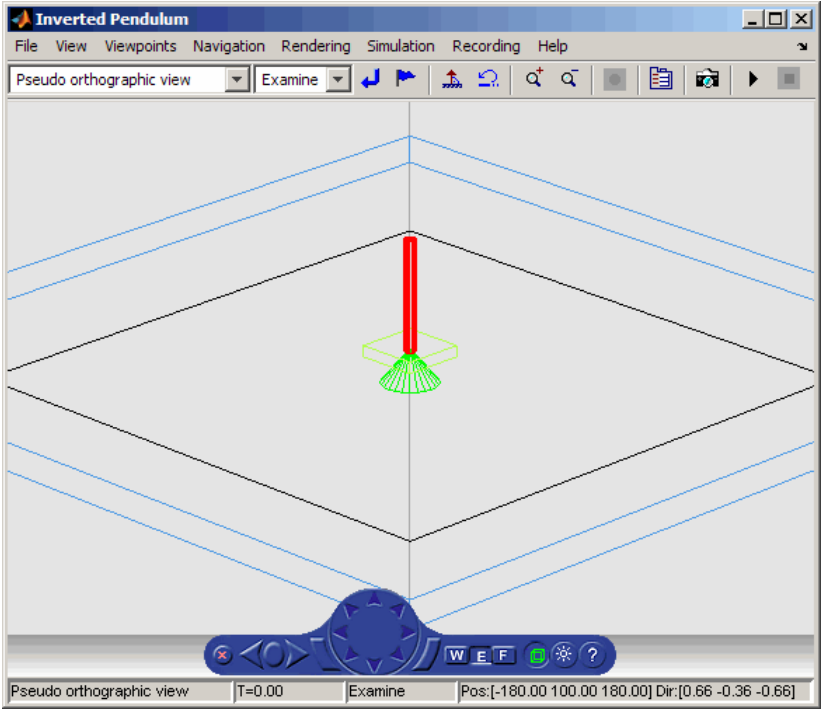 Inverted Pendulum
File View Viewpoints Navigation Rendering Simulation Recording Help
Pseudo orthographic view Examine
W E F ?
Pseudo orthographic view T=0.00 Examine Pos:[-180.00 100.00 180.00] Dir:[0.66 -0.36 -0.66]